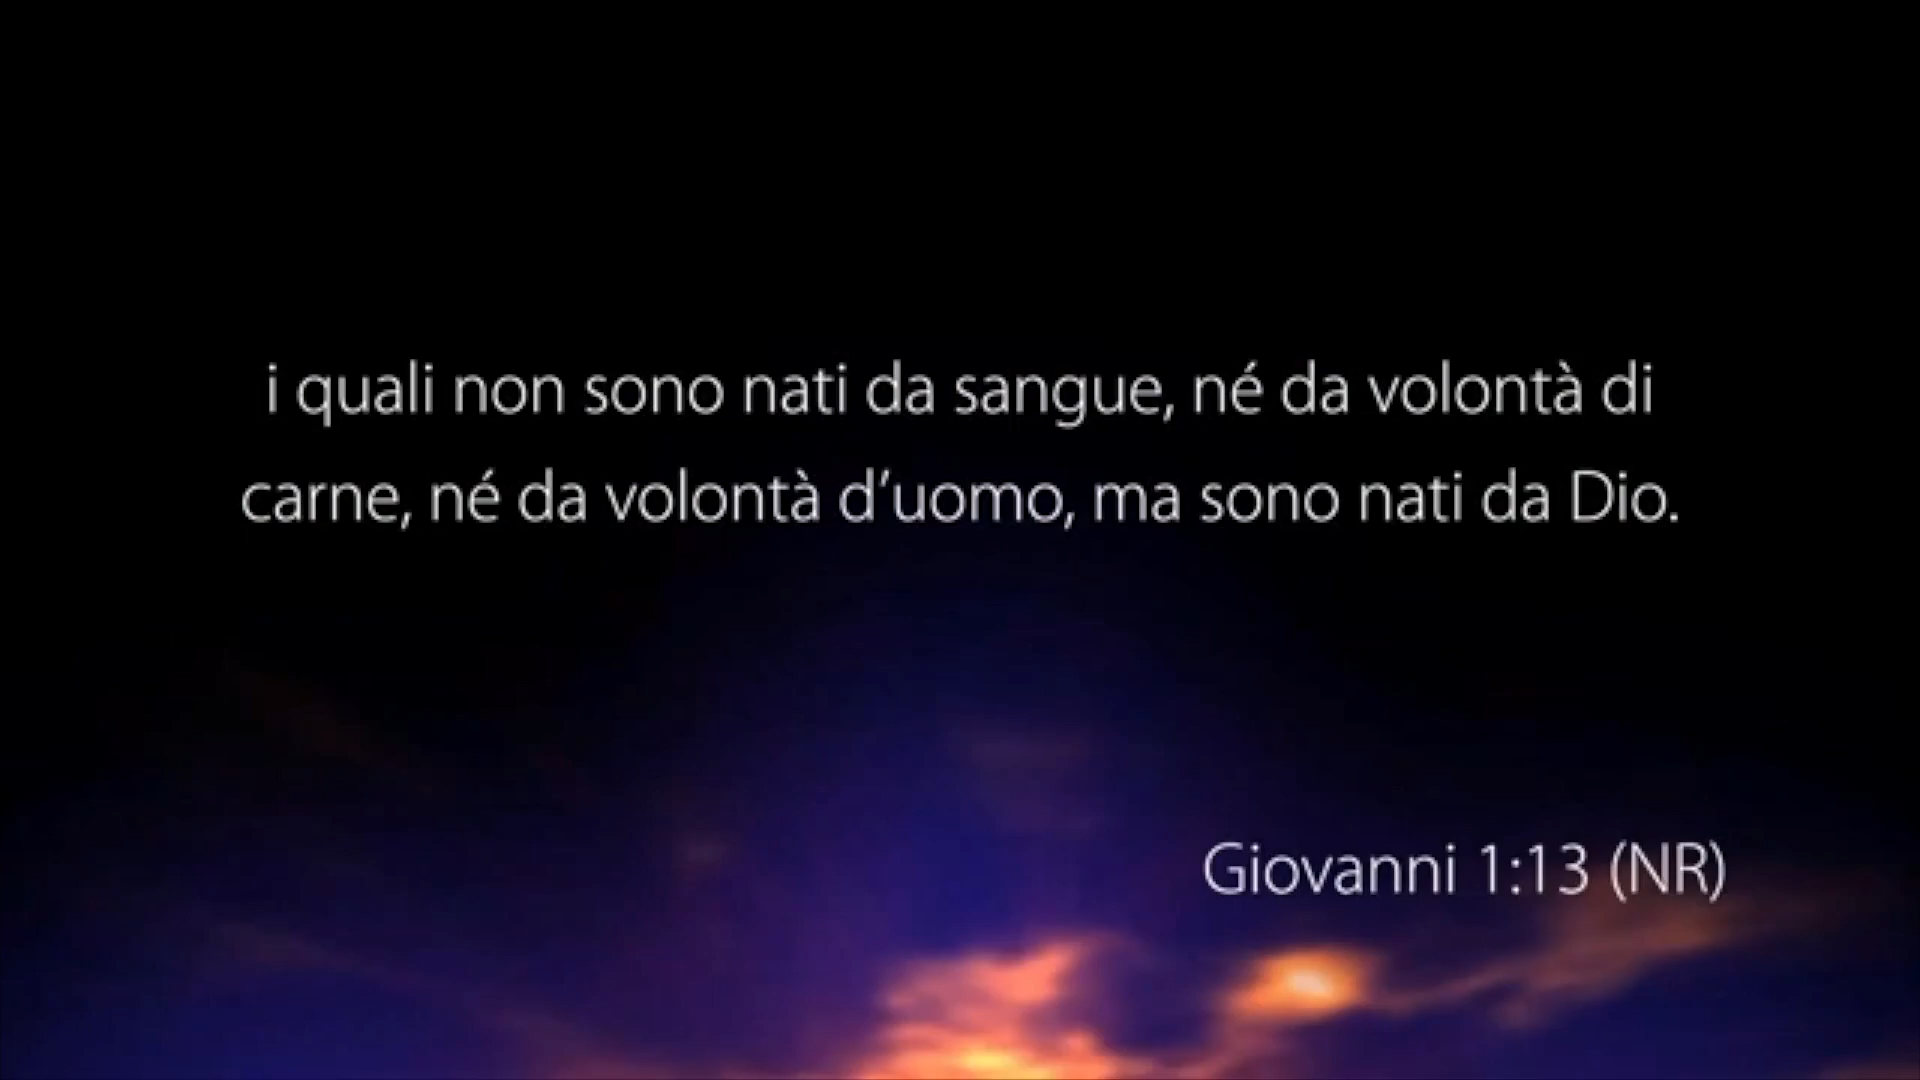 i quali non sono nati da sangue, né da volontà di
carne, né da volontà d’uomo, ma sono nati da Dio.
Giovanni 1:13 (NR)